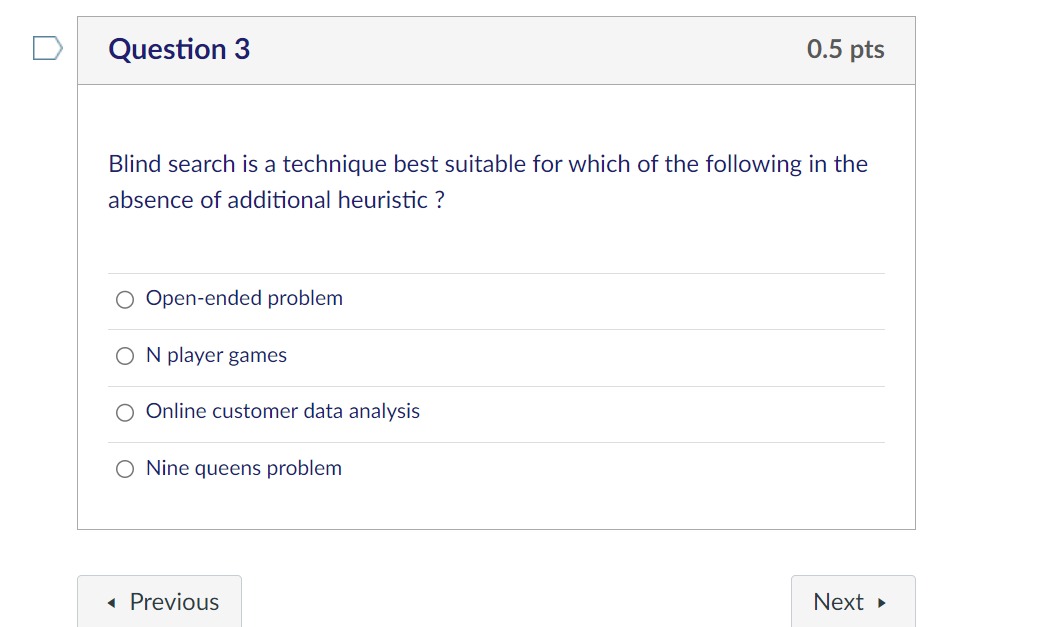 Question 3
0.5 pts
Blind search is a technique best suitable for which of the following in the
absence of additional heuristic ?
Open-ended problem
N player games
Online customer data analysis
Nine queens problem
◂ Previous
Next ▸